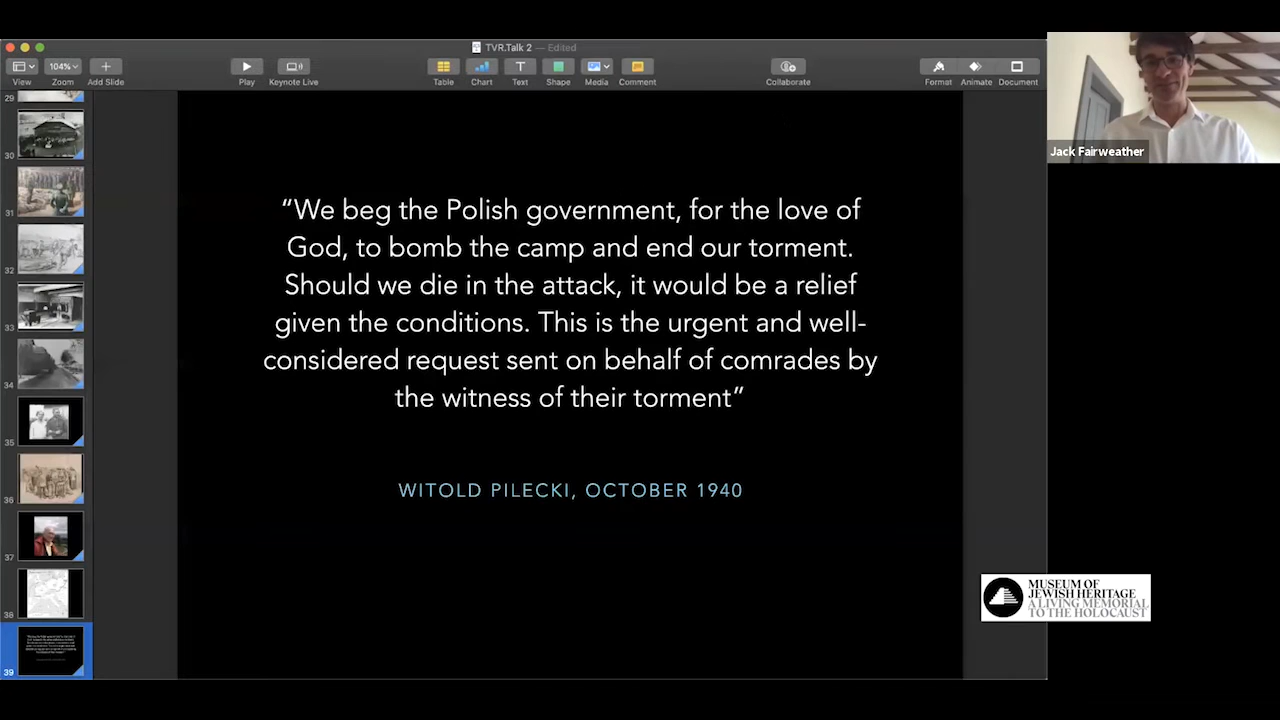 TVR.Talk 2 — Edited
View
104%
Zoom
Add Slide
Play
Keynote Live
Table
Chart
Text
Shape
Media
Comment
Collaborate
Format
Animate
Document
Jack Fairweather
29
30
31
32
33
34
35
36
37
38
39
“We beg the Polish government, for the love of
God, to bomb the camp and end our torment.
Should we die in the attack, it would be a relief
given the conditions. This is the urgent and well-
considered request sent on behalf of comrades by
the witness of their torment”
WITOLD PILECKI, OCTOBER 1940
MUSEUM OF
JEWISH HERITAGE
A LIVING MEMORIAL
TO THE HOLOCAUST